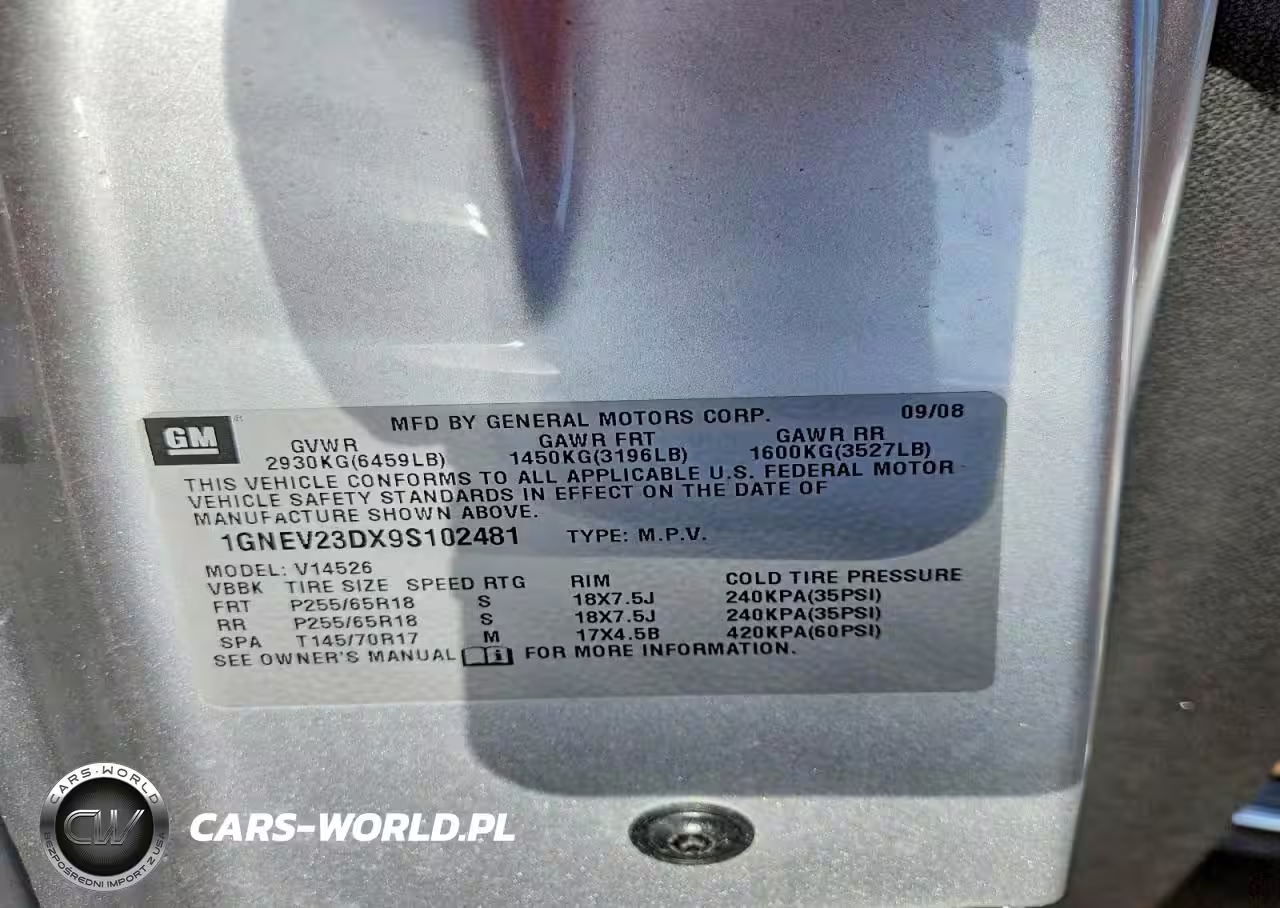 GM
MFD BY GENERAL MOTORS CORP. 09/08
GVWR GAWR FRT GAWR RR
2930KG(6459LB) 1450KG(3196LB) 1600KG(3527LB)
THIS VEHICLE CONFORMS TO ALL APPLICABLE U.S. FEDERAL MOTOR
VEHICLE SAFETY STANDARDS IN EFFECT ON THE DATE OF
MANUFACTURE SHOWN ABOVE.
1GNEV23DX9S102481 TYPE: M.P.V.
MODEL: V14526
VBBK TIRE SIZE SPEED RTG RIM COLD TIRE PRESSURE
FRT P255/65R18 S 18X7.5J 240KPA(35PSI)
RR P255/65R18 S 18X7.5J 240KPA(35PSI)
SPA T145/70R17 M 17X4.5B 420KPA(60PSI)
SEE OWNER'S MANUAL FOR MORE INFORMATION.
CARS-WORLD
CW
BEZPOŚREDNI IMPORT Z USA
CARS-WORLD.PL